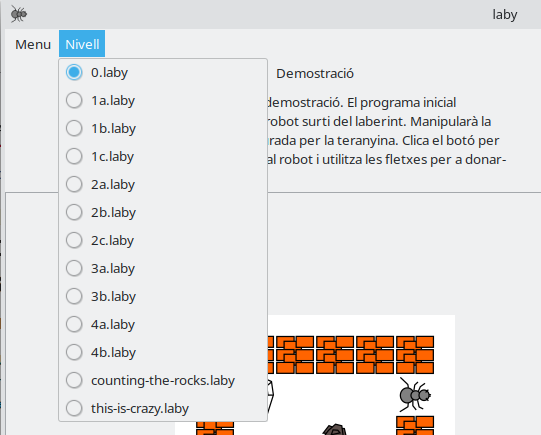 laby
Menu Nivell
0.laby
Demostració
1a.laby
demostració. El programa inicial
1b.laby
robot surti del laberint. Manipularà la
1c.laby
rada per la teranyina. Clica el botó per
al robot i utilitza les fletxes per a donar-
2a.laby
2b.laby
2c.laby
3a.laby
3b.laby
4a.laby
4b.laby
counting-the-rocks.laby
this-is-crazy.laby